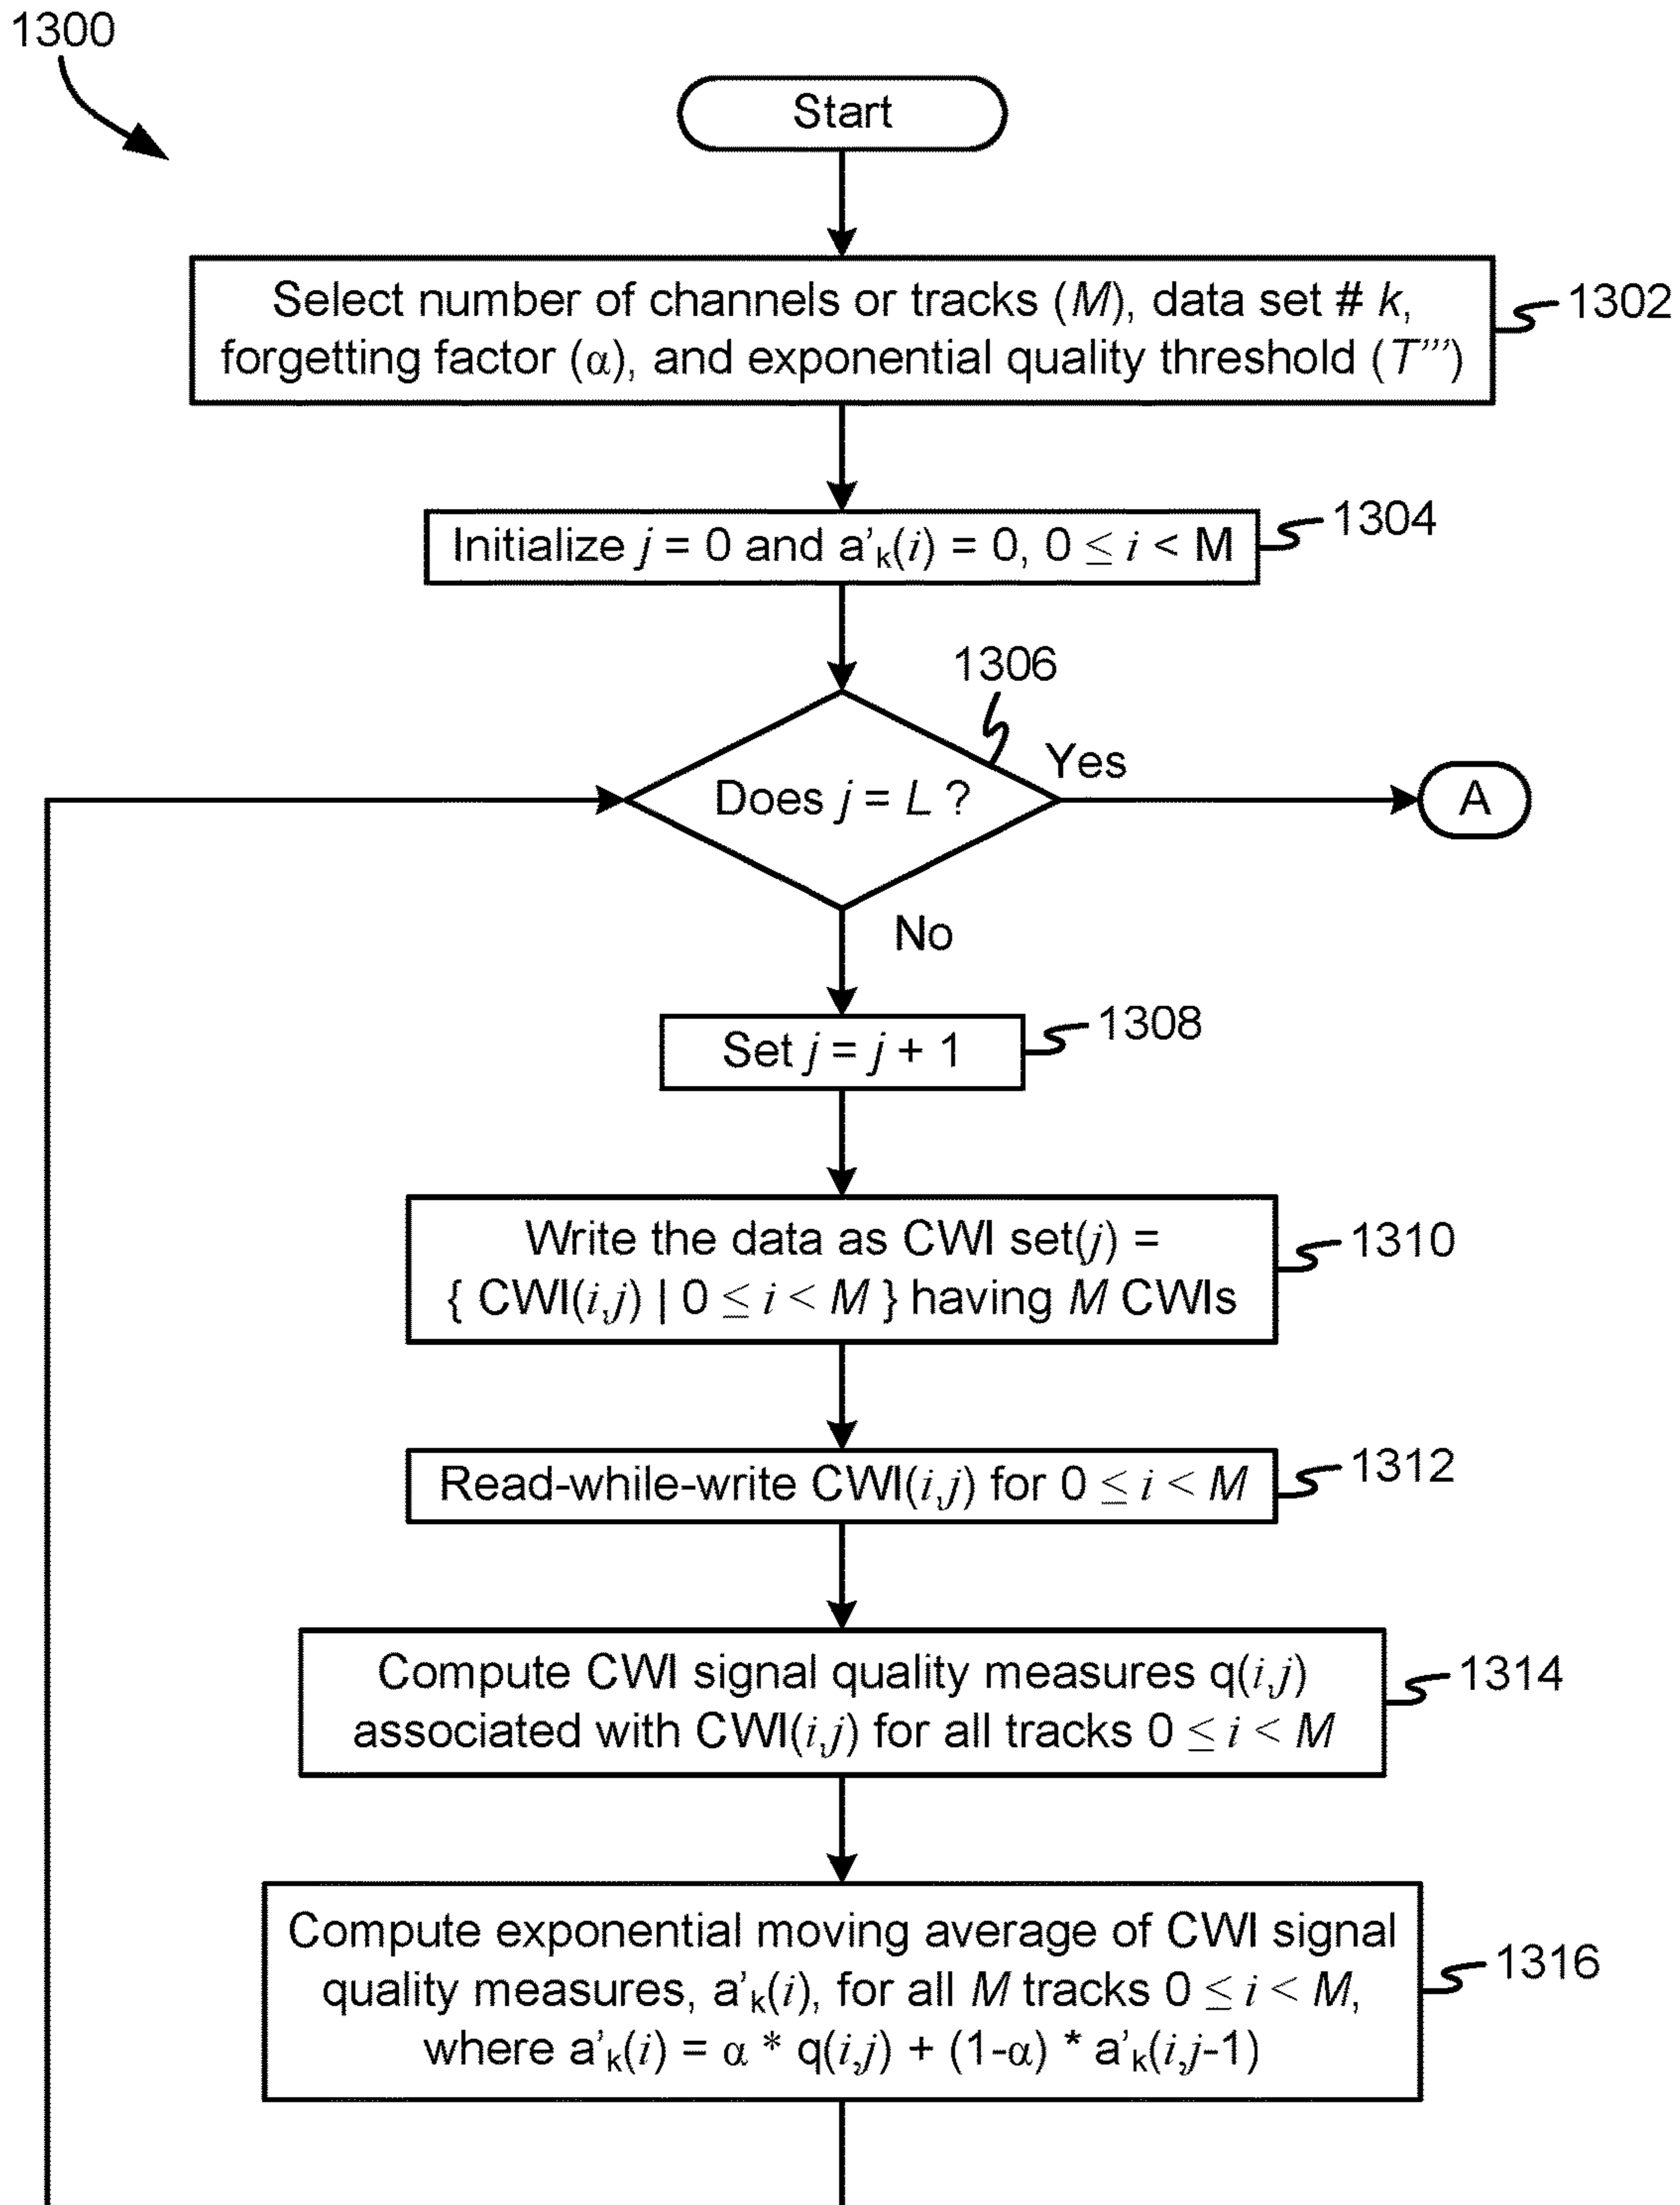 1300
Start
Select number of channels or tracks (M), data set # k,
forgetting factor (α), and exponential quality threshold (T''')
1302
Initialize j = 0 and a'k(i) = 0, 0 ≤ i < M
1304
1306
Does j = L ?
Yes
A
No
Set j = j + 1
1308
Write the data as CWI set(j) =
{ CWI(i,j) | 0 ≤ i < M } having M CWIs
1310
Read-while-write CWI(i,j) for 0 ≤ i < M
1312
Compute CWI signal quality measures q(i,j)
associated with CWI(i,j) for all tracks 0 ≤ i < M
1314
Compute exponential moving average of CWI signal
quality measures, a'k(i), for all M tracks 0 ≤ i < M,
where a'k(i) = α * q(i,j) + (1-α) * a'k(i,j-1)
1316